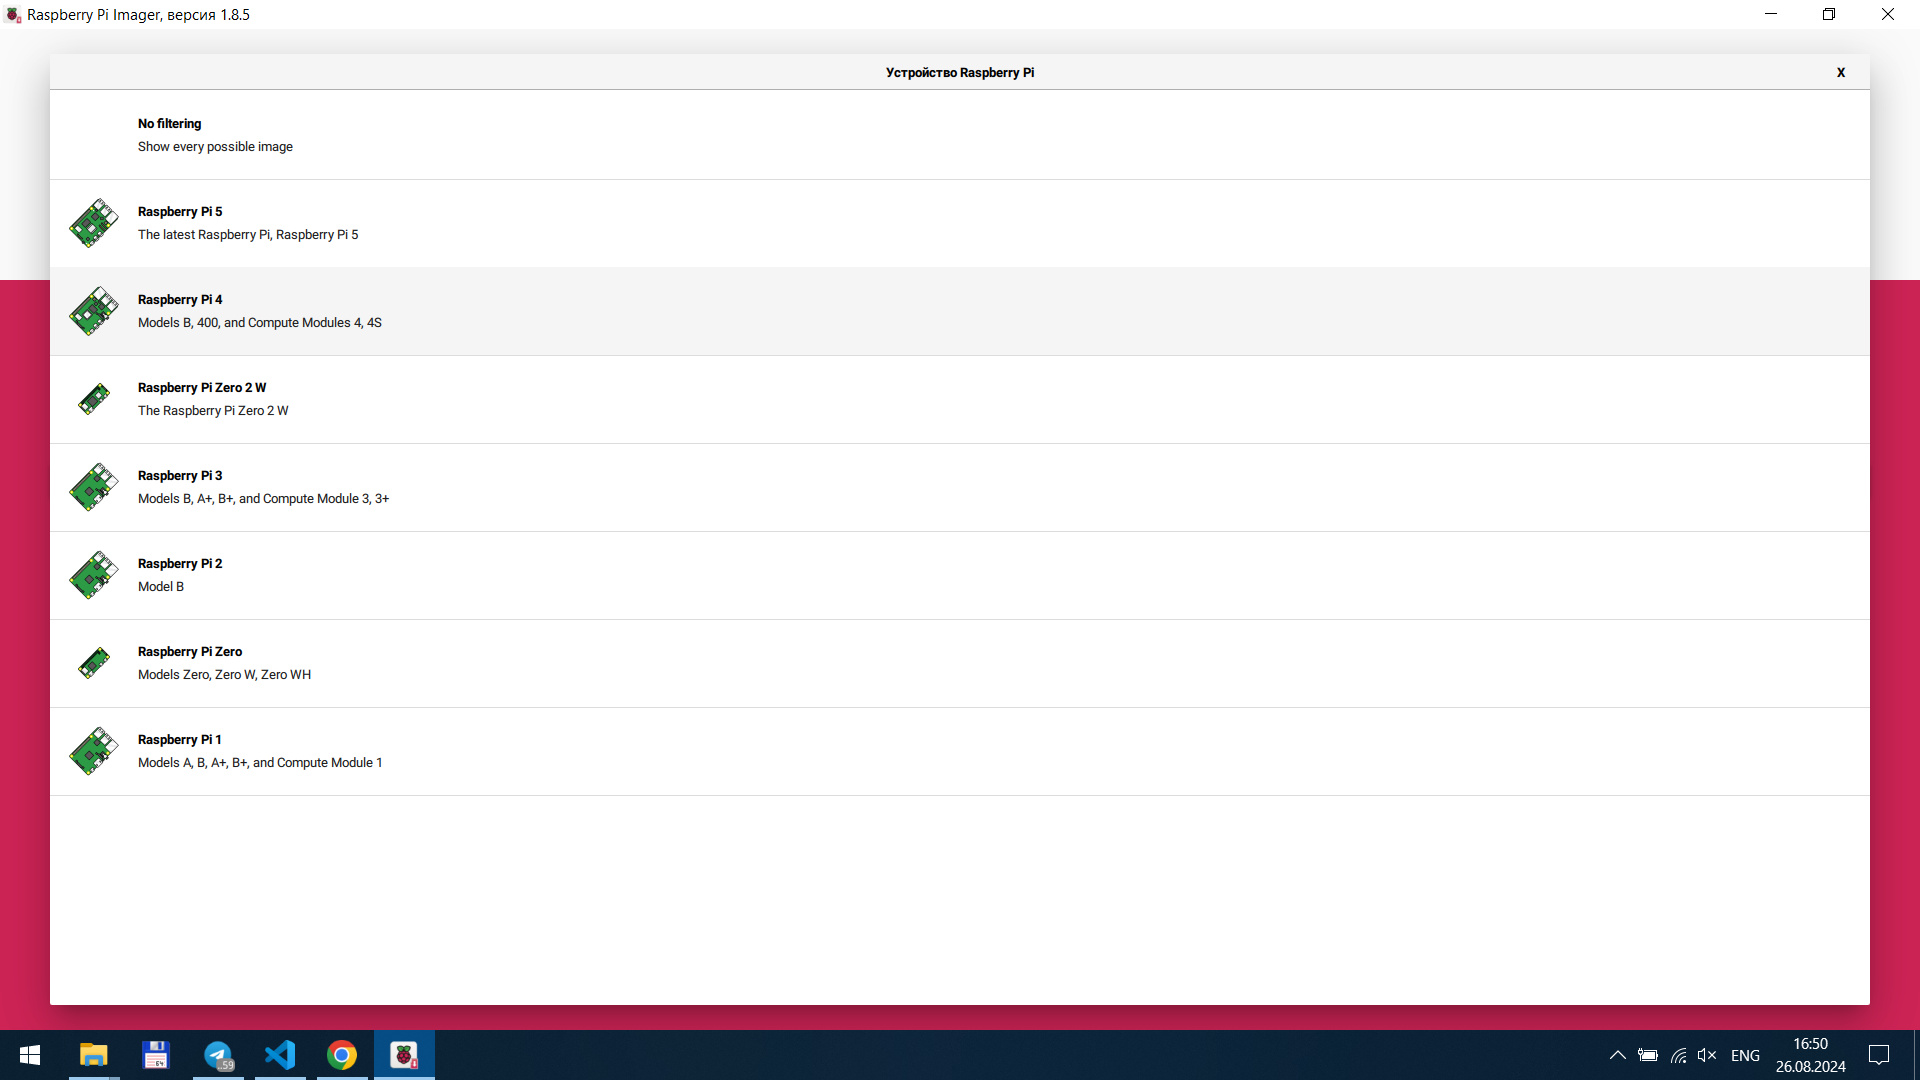 Raspberry Pi Imager, версия 1.8.5
Устройство Raspberry Pi
X
No filtering
Show every possible image
Raspberry Pi 5
The latest Raspberry Pi, Raspberry Pi 5
Raspberry Pi 4
Models B, 400, and Compute Modules 4, 4S
Raspberry Pi Zero 2 W
The Raspberry Pi Zero 2 W
Raspberry Pi 3
Models B, A+, B+, and Compute Module 3, 3+
Raspberry Pi 2
Model B
Raspberry Pi Zero
Models Zero, Zero W, Zero WH
Raspberry Pi 1
Models A, B, A+, B+, and Compute Module 1
64
..59
ENG
16:50
26.08.2024